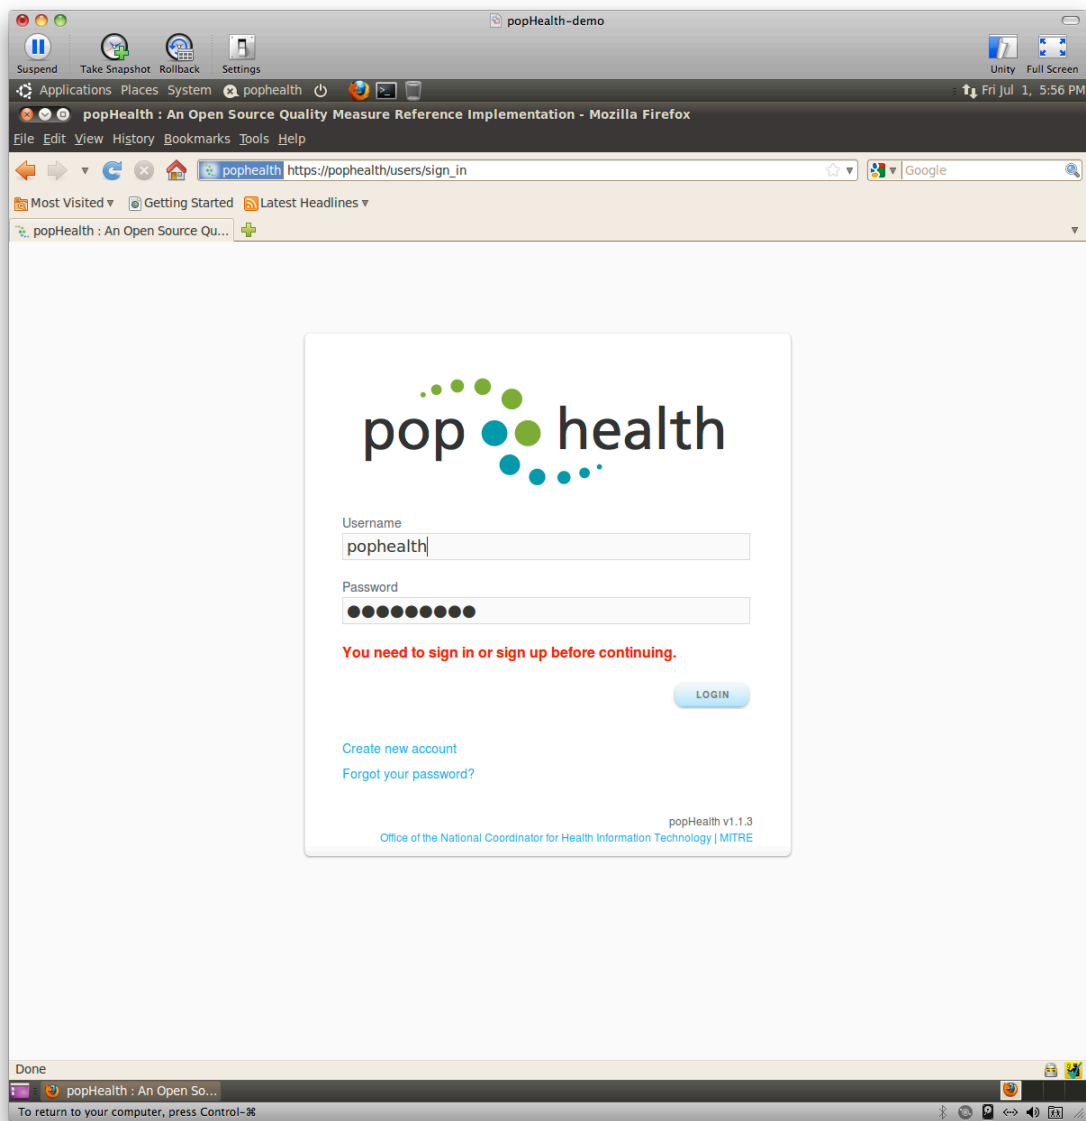 popHealth-demo
Suspend Take Snapshot Rollback Settings Unity Full Screen
Applications Places System pophealth Fri Jul 1, 5:56 PM
popHealth : An Open Source Quality Measure Reference Implementation - Mozilla Firefox
File Edit View History Bookmarks Tools Help
pophealth https://pophealth/users/sign_in Google
Most Visited Getting Started Latest Headlines
popHealth : An Open Source Qu...
pop health
Username
pophealth
Password
●●●●●●●●●
You need to sign in or sign up before continuing.
LOGIN
Create new account
Forgot your password?
popHealth v1.1.3
Office of the National Coordinator for Health Information Technology | MITRE
Done
popHealth : An Open So...
To return to your computer, press Control-⌘